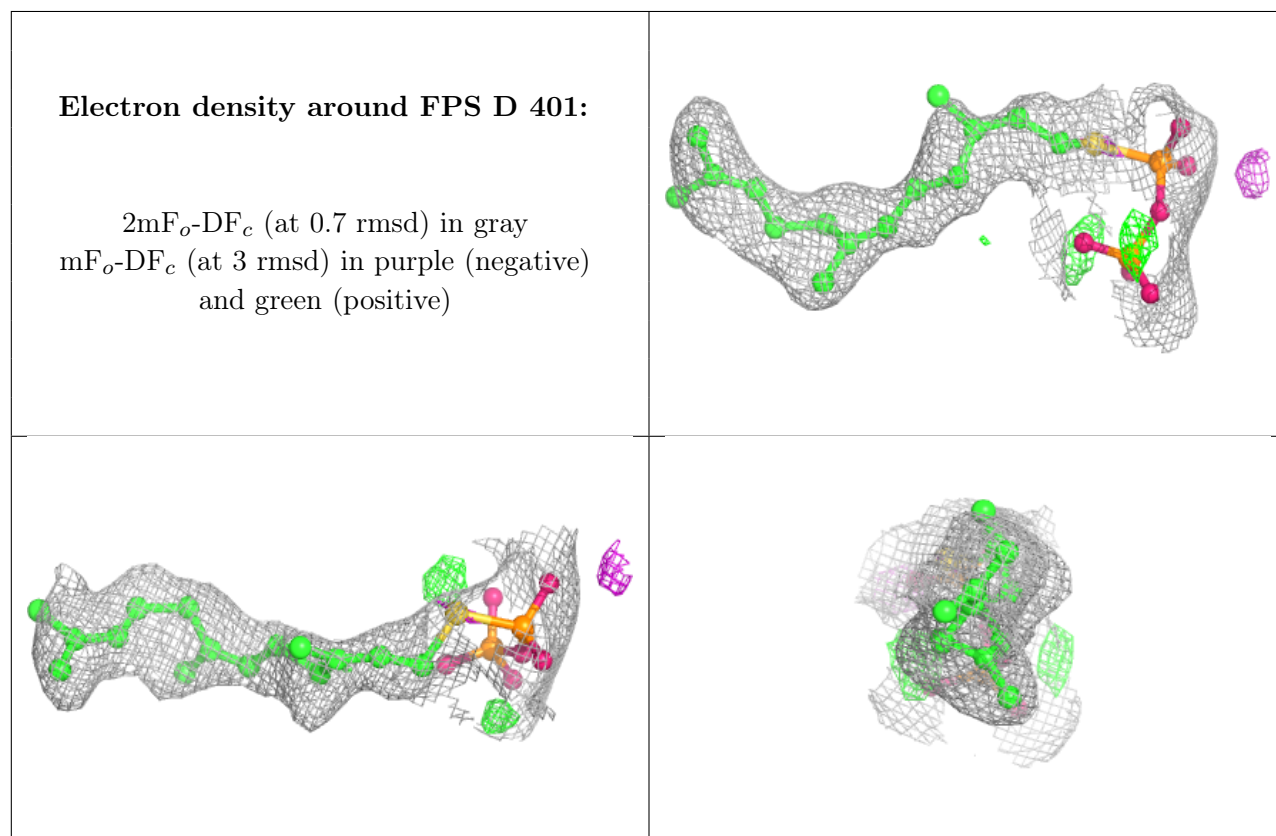 Electron density around FPS D 401:
2mFₒ-DF𝒸 (at 0.7 rmsd) in gray
mFₒ-DF𝒸 (at 3 rmsd) in purple (negative)
and green (positive)